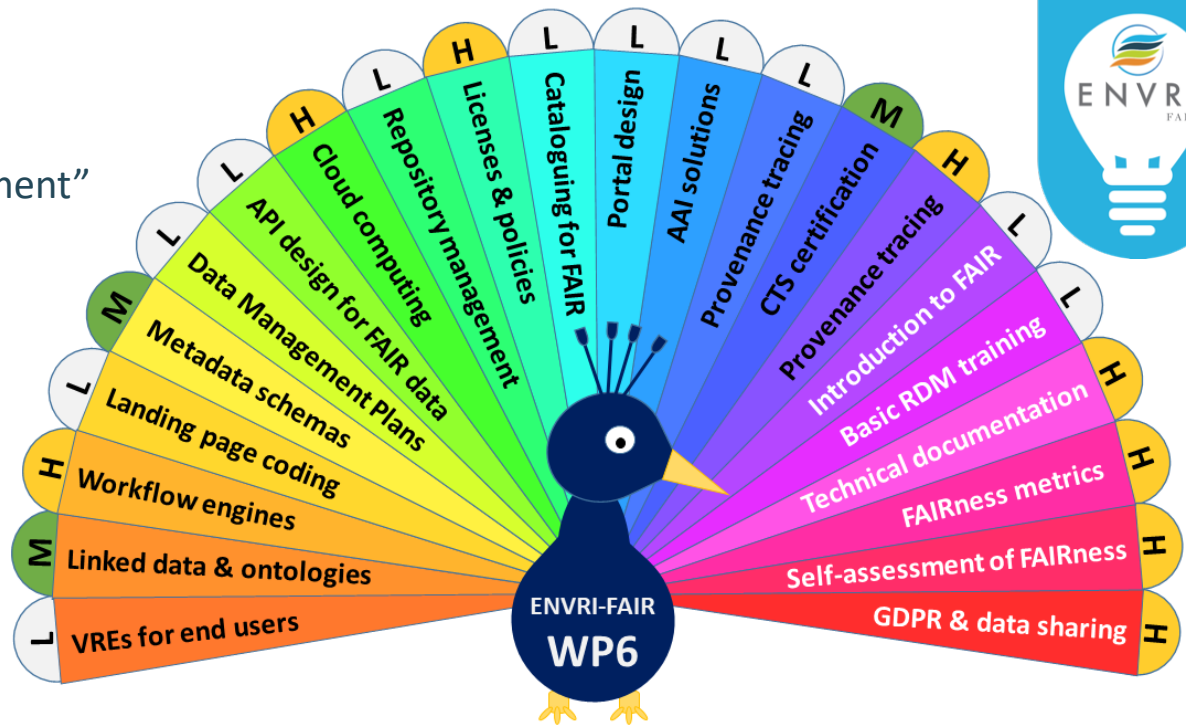 ment”
ENVR
FAI
L
VREs for end users
M
Linked data & ontologies
H
Workflow engines
L
Landing page coding
M
Metadata schemas
L
Data Management Plans
L
API design for FAIR data
H
Cloud computing
L
Repository management
H
Licenses & policies
L
Cataloguing for FAIR
L
Portal design
L
AAI solutions
L
Provenance tracing
M
CTS certification
H
Provenance tracing
L
Introduction to FAIR
L
Basic RDM training
H
Technical documentation
H
FAIRness metrics
H
Self-assessment of FAIRness
H
GDPR & data sharing
ENVRI-FAIR
WP6